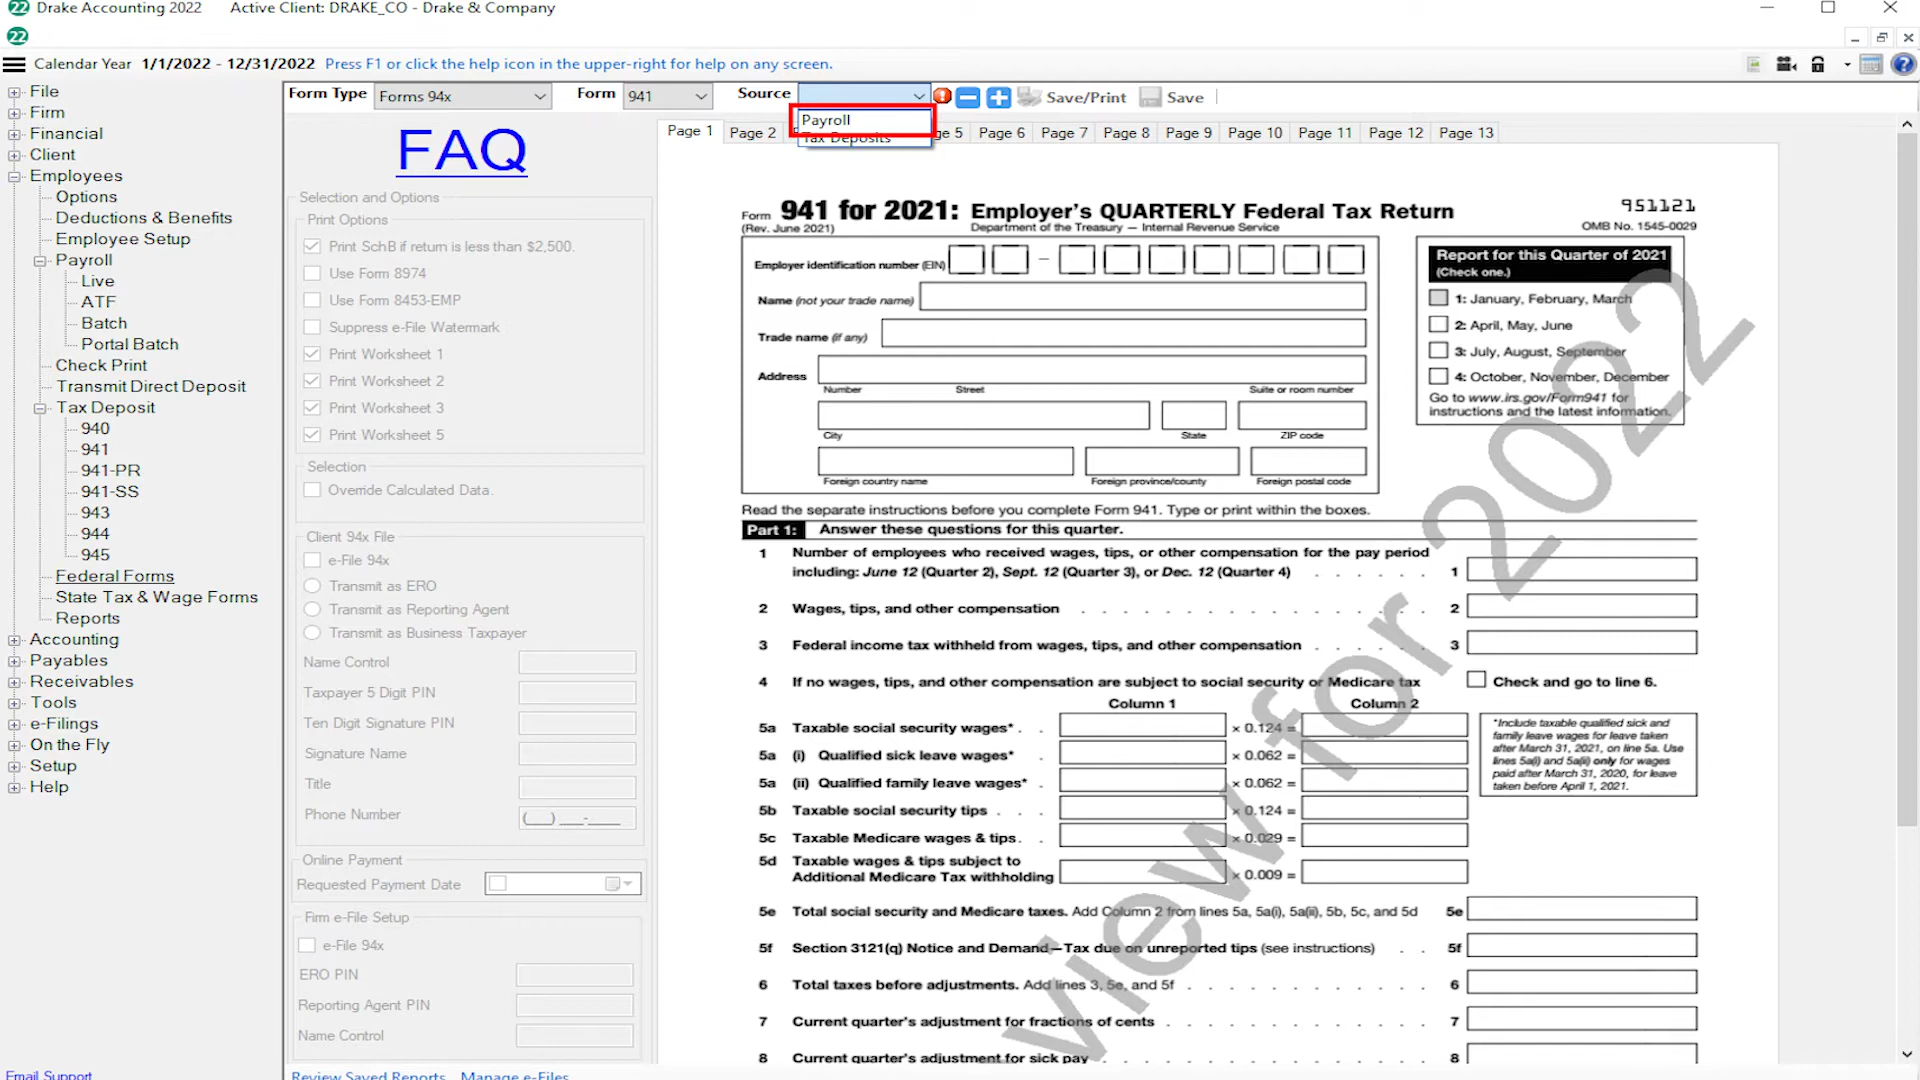 22 Drake Accounting 2022 Active Client: DRAKE_CO - Drake & Company
22
Calendar Year 1/1/2022 - 12/31/2022 Press F1 or click the help icon in the upper-right for help on any screen.
File
Firm
Financial
Client
Employees
Options
Deductions & Benefits
Employee Setup
Payroll
Live
ATF
Batch
Portal Batch
Check Print
Transmit Direct Deposit
Tax Deposit
940
941
941-PR
941-SS
943
944
945
Federal Forms
State Tax & Wage Forms
Reports
Accounting
Payables
Receivables
Tools
e-Filings
On the Fly
Setup
Help
Email Support
Form Type Forms 94x Form 941 Source Save/Print Save
Payroll
Tax Deposits
FAQ
Selection and Options
Print Options
Print SchB if return is less than $2,500.
Use Form 8974
Use Form 8453-EMP
Suppress e-File Watermark
Print Worksheet 1
Print Worksheet 2
Print Worksheet 3
Print Worksheet 5
Selection
Override Calculated Data.
Client 94x File
e-File 94x
Transmit as ERO
Transmit as Reporting Agent
Transmit as Business Taxpayer
Name Control
Taxpayer 5 Digit PIN
Ten Digit Signature PIN
Signature Name
Title
Phone Number (___) ___-____
Online Payment
Requested Payment Date
Firm e-File Setup
e-File 94x
ERO PIN
Reporting Agent PIN
Name Control
Review Saved Reports Manage e-Files
Page 1 Page 2 5 Page 6 Page 7 Page 8 Page 9 Page 10 Page 11 Page 12 Page 13
Form 941 for 2021: Employer's QUARTERLY Federal Tax Return 951121
(Rev. June 2021) Department of the Treasury — Internal Revenue Service OMB No. 1545-0029
Employer identification number (EIN) –
Name (not your trade name)
Trade name (if any)
Address
Number Street Suite or room number
City State ZIP code
Foreign country name Foreign province/county Foreign postal code
Report for this Quarter of 2021
(Check one.)
1: January, February, March
2: April, May, June
3: July, August, September
4: October, November, December
Go to www.irs.gov/Form941 for
instructions and the latest information.
Read the separate instructions before you complete Form 941. Type or print within the boxes.
Part 1: Answer these questions for this quarter.
1 Number of employees who received wages, tips, or other compensation for the pay period
including: June 12 (Quarter 2), Sept. 12 (Quarter 3), or Dec. 12 (Quarter 4) . . . . . . 1
2 Wages, tips, and other compensation . . . . . . . . . . . . . . . 2
3 Federal income tax withheld from wages, tips, and other compensation . . . . . . 3
4 If no wages, tips, and other compensation are subject to social security or Medicare tax Check and go to line 6.
Column 1 Column 2
5a Taxable social security wages* . . × 0.124 =
5a (i) Qualified sick leave wages* . × 0.062 =
5a (ii) Qualified family leave wages* . × 0.062 =
5b Taxable social security tips . . . × 0.124 =
5c Taxable Medicare wages & tips. . × 0.029 =
5d Taxable wages & tips subject to
Additional Medicare Tax withholding × 0.009 =
*Include taxable qualified sick and
family leave wages for leave taken
after March 31, 2021, on line 5a. Use
lines 5a(i) and 5a(ii) only for wages
paid after March 31, 2020, for leave
taken before April 1, 2021.
5e Total social security and Medicare taxes. Add Column 2 from lines 5a, 5a(i), 5a(ii), 5b, 5c, and 5d 5e
5f Section 3121(q) Notice and Demand—Tax due on unreported tips (see instructions) . . 5f
6 Total taxes before adjustments. Add lines 3, 5e, and 5f . . . . . . . . . . . 6
7 Current quarter's adjustment for fractions of cents . . . . . . . . . . . . 7
8 Current quarter's adjustment for sick pay . . . . . . . . . . . . . . 8
view for 2022